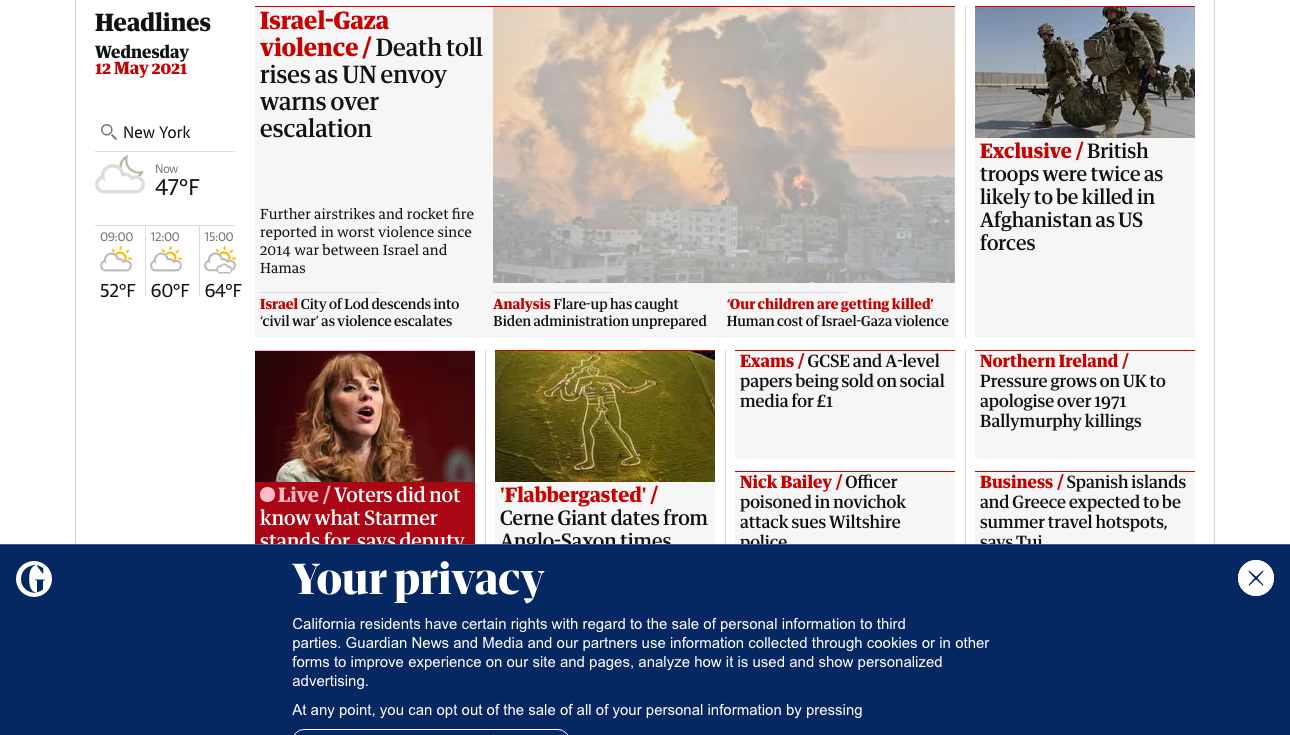 Headlines
Wednesday
12 May 2021
New York
Now
47°F
09:00
12:00
15:00
52°F
60°F
64°F
Israel-Gaza
violence / Death toll
rises as UN envoy
warns over
escalation
Further airstrikes and rocket fire
reported in worst violence since
2014 war between Israel and
Hamas
Israel City of Lod descends into
‘civil war’ as violence escalates
Analysis Flare-up has caught
Biden administration unprepared
‘Our children are getting killed’
Human cost of Israel-Gaza violence
Exclusive / British
troops were twice as
likely to be killed in
Afghanistan as US
forces
Live / Voters did not
know what Starmer
stands for, says deputy
'Flabbergasted' /
Cerne Giant dates from
Anglo-Saxon times
Exams / GCSE and A-level
papers being sold on social
media for £1
Nick Bailey / Officer
poisoned in novichok
attack sues Wiltshire
police
Northern Ireland /
Pressure grows on UK to
apologise over 1971
Ballymurphy killings
Business / Spanish islands
and Greece expected to be
summer travel hotspots,
says Tui
Your privacy
California residents have certain rights with regard to the sale of personal information to third
parties. Guardian News and Media and our partners use information collected through cookies or in other
forms to improve experience on our site and pages, analyze how it is used and show personalized
advertising.
At any point, you can opt out of the sale of all of your personal information by pressing